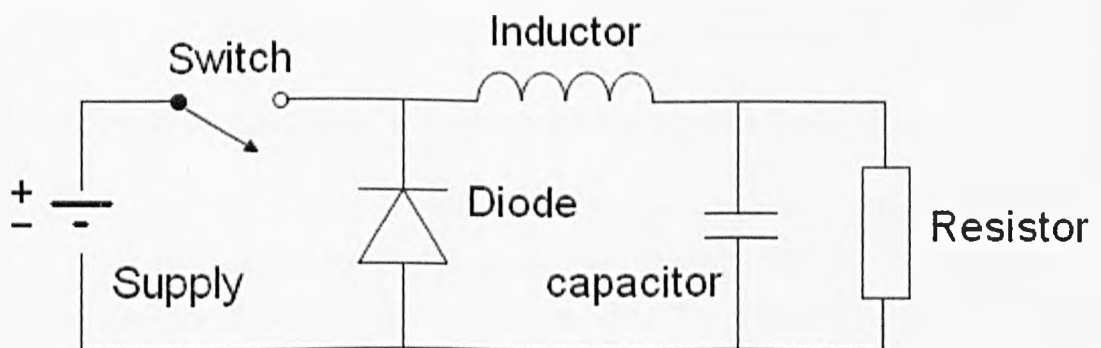 Inductor
Switch
+
−
Diode
Supply
capacitor
Resistor